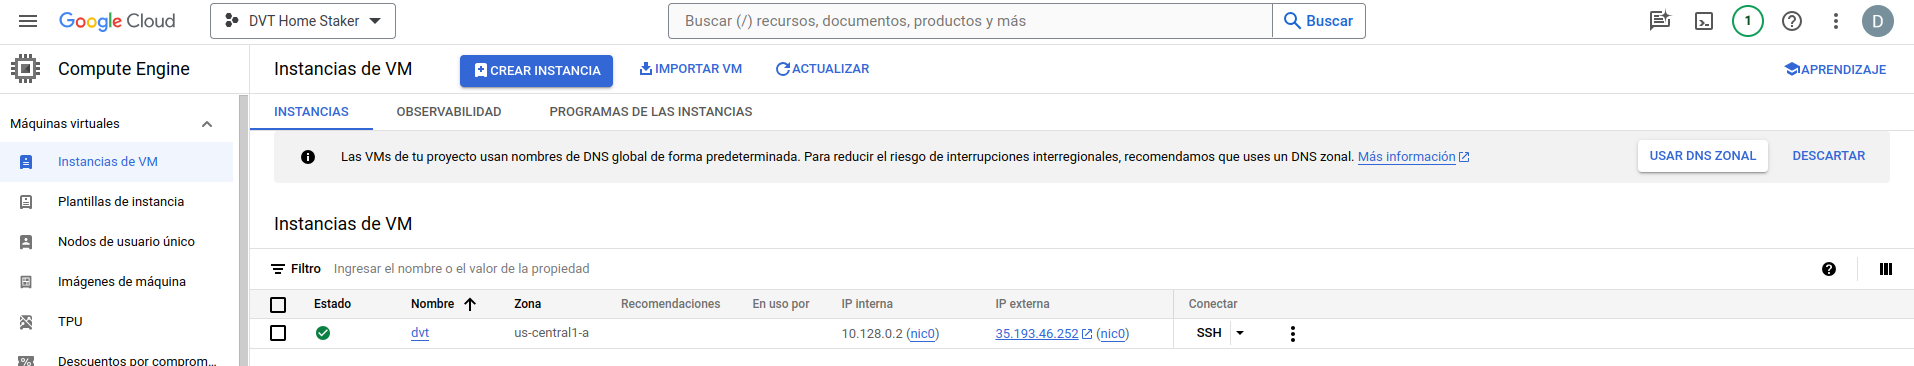 Google Cloud
DVT Home Staker
Buscar (/) recursos, documentos, productos y más
Buscar
1
D
Compute Engine
Instancias de VM
CREAR INSTANCIA
IMPORTAR VM
ACTUALIZAR
APRENDIZAJE
Máquinas virtuales
Instancias de VM
Plantillas de instancia
Nodos de usuario único
Imágenes de máquina
TPU
Descuentos por comprom...
INSTANCIAS
OBSERVABILIDAD
PROGRAMAS DE LAS INSTANCIAS
Las VMs de tu proyecto usan nombres de DNS global de forma predeterminada. Para reducir el riesgo de interrupciones interregionales, recomendamos que uses un DNS zonal. Más información
USAR DNS ZONAL
DESCARTAR
Instancias de VM
Filtro Ingresar el nombre o el valor de la propiedad
Estado Nombre Zona Recomendaciones En uso por IP interna IP externa Conectar
dvt us-central1-a 10.128.0.2 (nic0) 35.193.46.252 (nic0) SSH